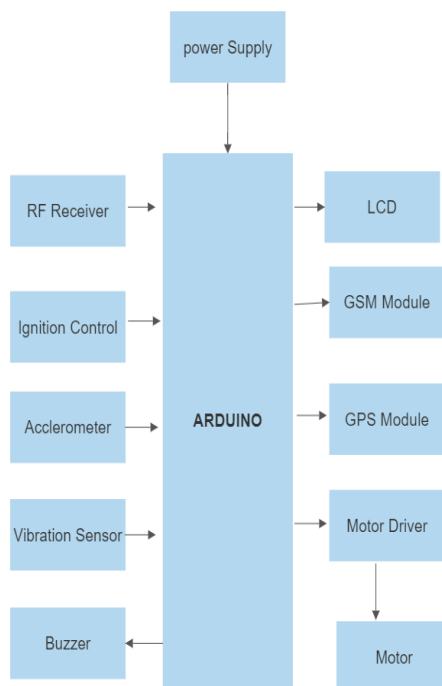 power Supply
RF Receiver
LCD
Ignition Control
GSM Module
Acclerometer
ARDUINO
GPS Module
Vibration Sensor
Motor Driver
Buzzer
Motor